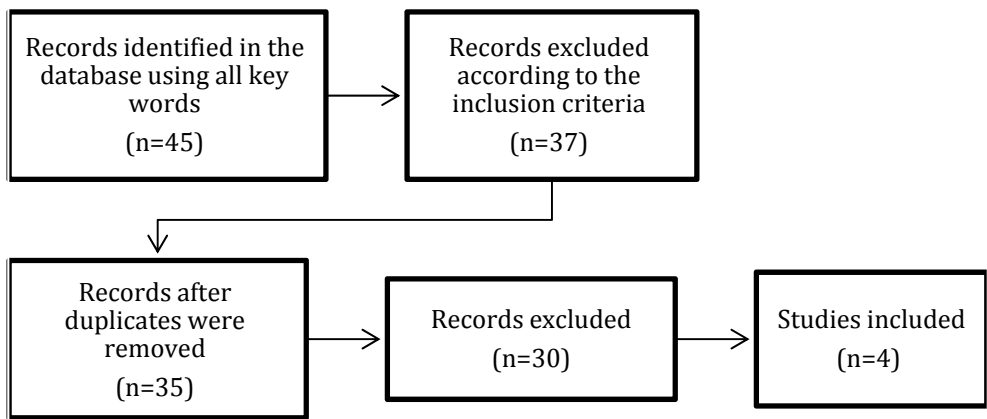 Records identified in the
database using all key
words
(n=45)
Records excluded
according to the
inclusion criteria
(n=37)
Records after
duplicates were
removed
(n=35)
Records excluded
(n=30)
Studies included
(n=4)